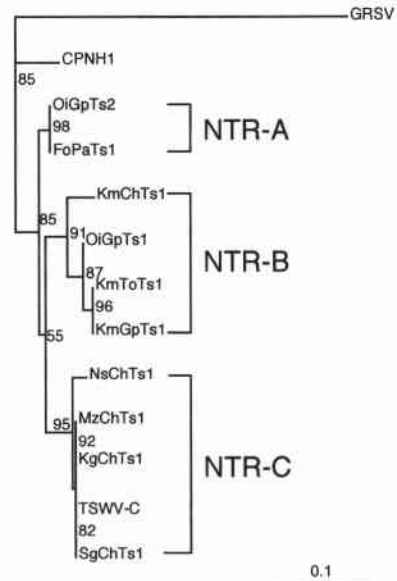 GRSV
CPNH1
85
OiGpTs2
98
NTR-A
FoPaTs1
85
KmChTs1
91
OiGpTs1
NTR-B
87
KmToTs1
96
KmGpTs1
55
NsChTs1
95
MzChTs1
92
KgChTs1
NTR-C
TSWV-C
82
SgChTs1
0.1